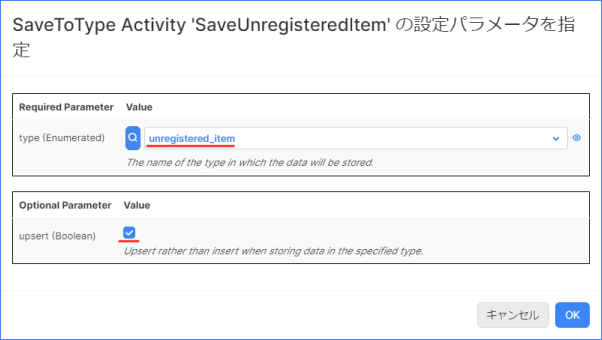 SaveToType Activity 'SaveUnregisteredItem' の設定パラメータを指
定
Required Parameter Value
type (Enumerated) unregistered_item
The name of the type in which the data will be stored.
Optional Parameter Value
upsert (Boolean)
Upsert rather than insert when storing data in the specified type.
キャンセル OK